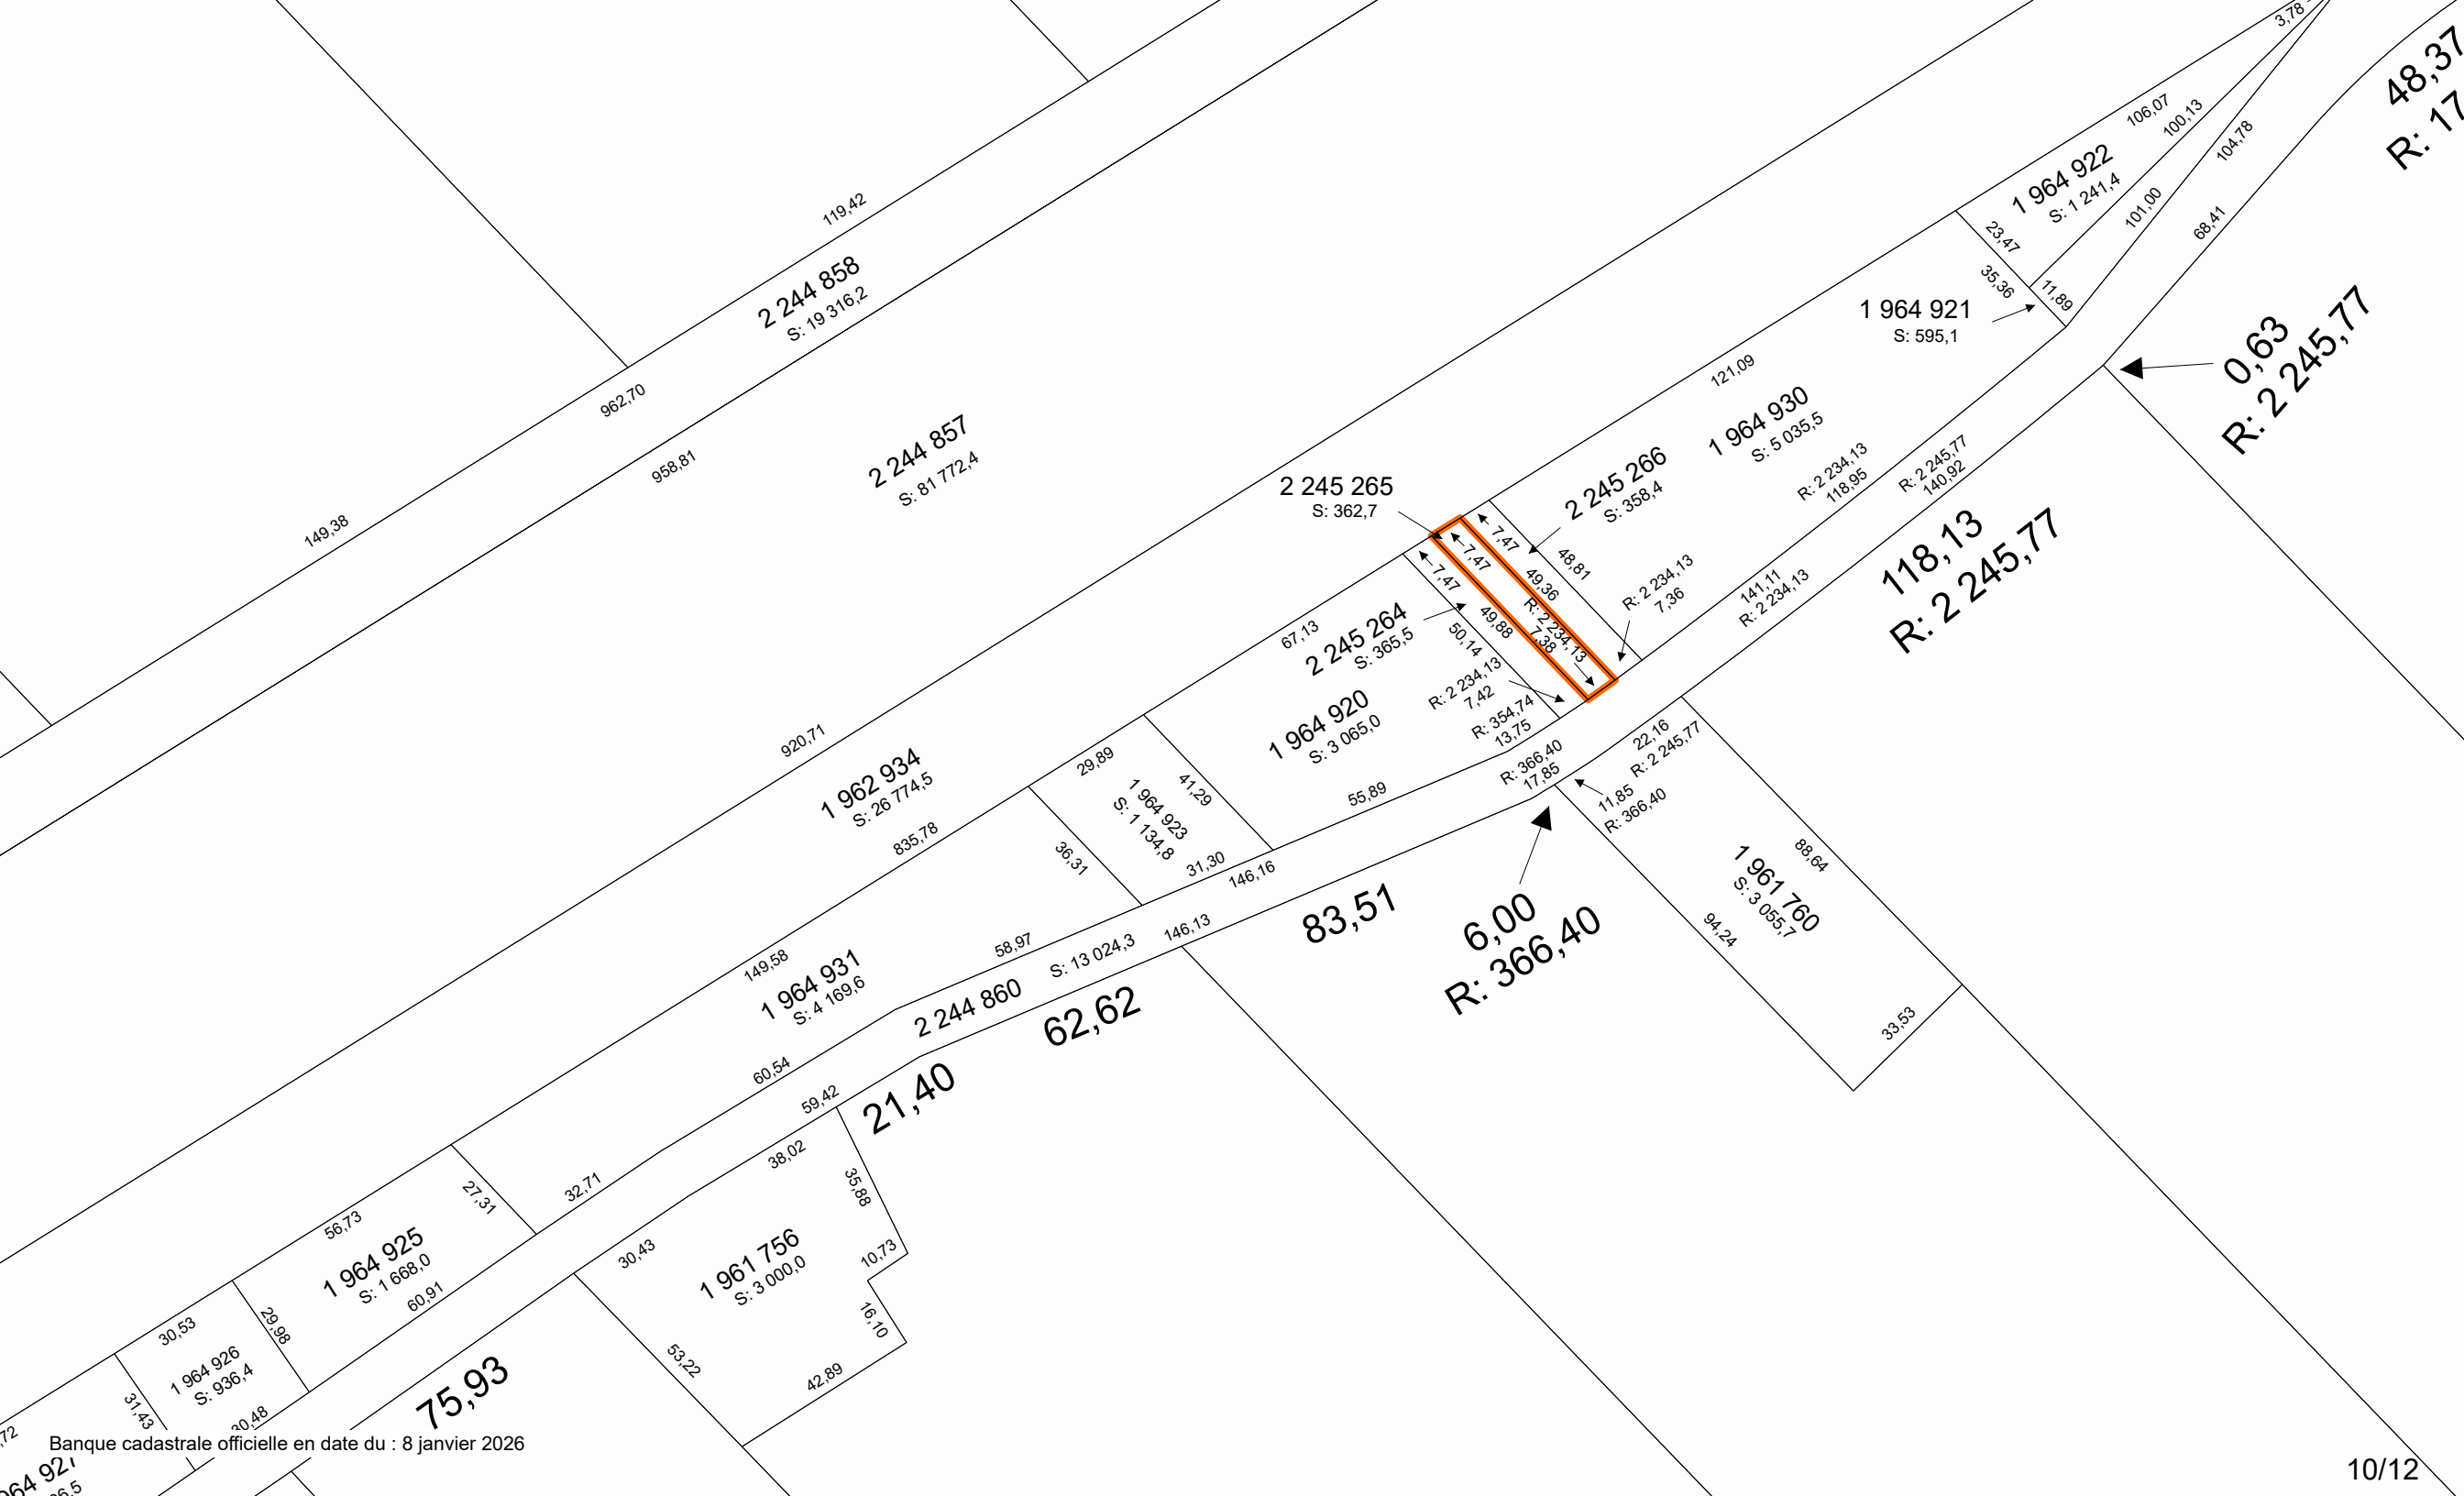 3,78
48,37
R: 17
106,07
100,13
104,78
1 964 922
S: 1 241,4
101,00
68,41
23,47
35,36
11,89
119,42
2 244 858
S: 19 316,2
1 964 921
S: 595,1
0,63
R: 2 245,77
962,70
121,09
958,81
2 244 857
S: 81 772,4
1 964 930
S: 5 035,5
2 245 266
S: 358,4
2 245 265
S: 362,7
R: 2 234,13
118,95
R: 2 245,77
140,92
149,38
7,47
7,47
7,47
48,81
49,36
R: 2 234,13
7,36
118,13
R: 2 245,77
141,11
R: 2 234,13
R: 2 234,13
7,38
49,88
50,14
67,13
2 245 264
S: 365,5
R: 2 234,13
7,42
R: 354,74
13,75
1 964 920
S: 3 065,0
920,71
1 962 934
S: 26 774,5
29,89
41,29
1 964 923
S: 1 134,8
55,89
R: 366,40
17,85
22,16
R: 2 245,77
11,85
R: 366,40
835,78
36,31
31,30
146,16
88,64
1 961 760
S: 3 055,7
94,24
33,53
83,51
6,00
R: 366,40
149,58
1 964 931
S: 4 169,6
58,97
146,13
2 244 860
S: 13 024,3
62,62
60,54
59,42
21,40
38,02
35,88
27,31
32,71
56,73
1 964 925
S: 1 668,0
60,91
30,43
1 961 756
S: 3 000,0
10,73
16,10
53,22
42,89
30,53
29,98
1 964 926
S: 936,4
31,43
30,48
75,93
,72
Banque cadastrale officielle en date du : 8 janvier 2026
964 927
6,5
10/12